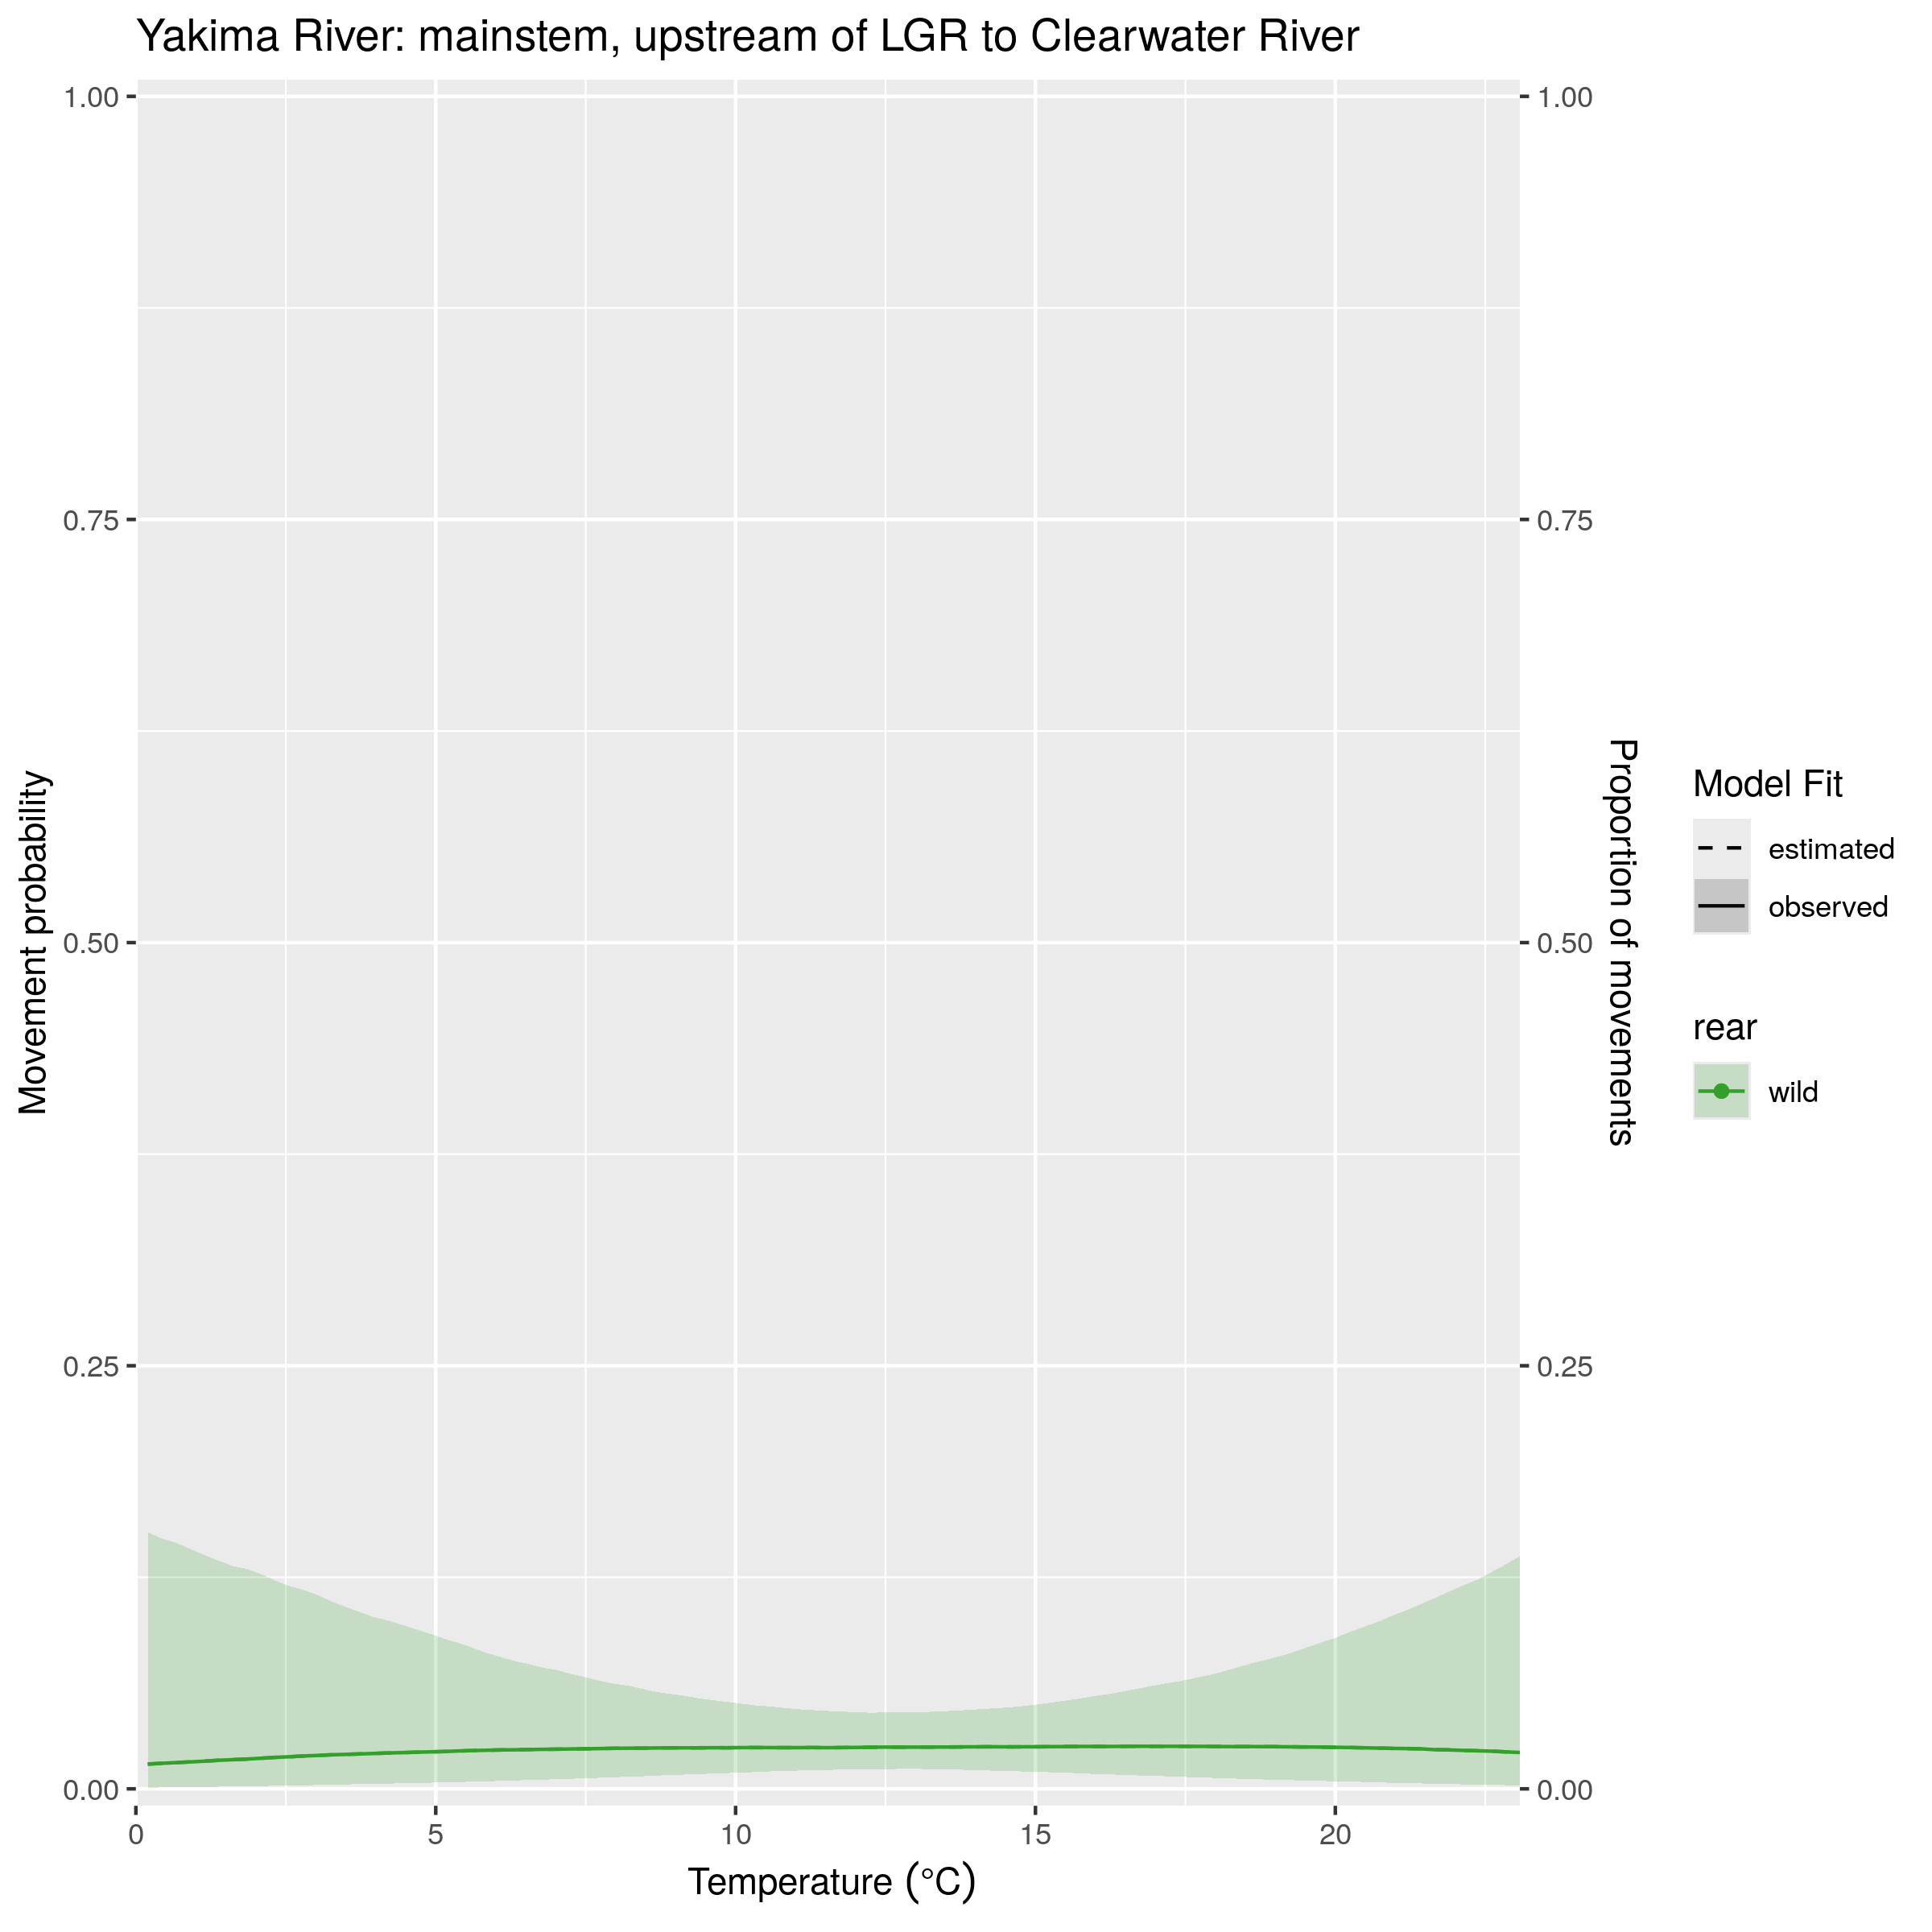 Yakima River: mainstem, upstream of LGR to Clearwater River
1.00
0.75
0.50
0.25
0.00
Movement probability
0
5
10
15
20
Temperature (°C)
1.00
0.75
0.50
0.25
0.00
Proportion of movements
Model Fit
estimated
observed
rear
wild